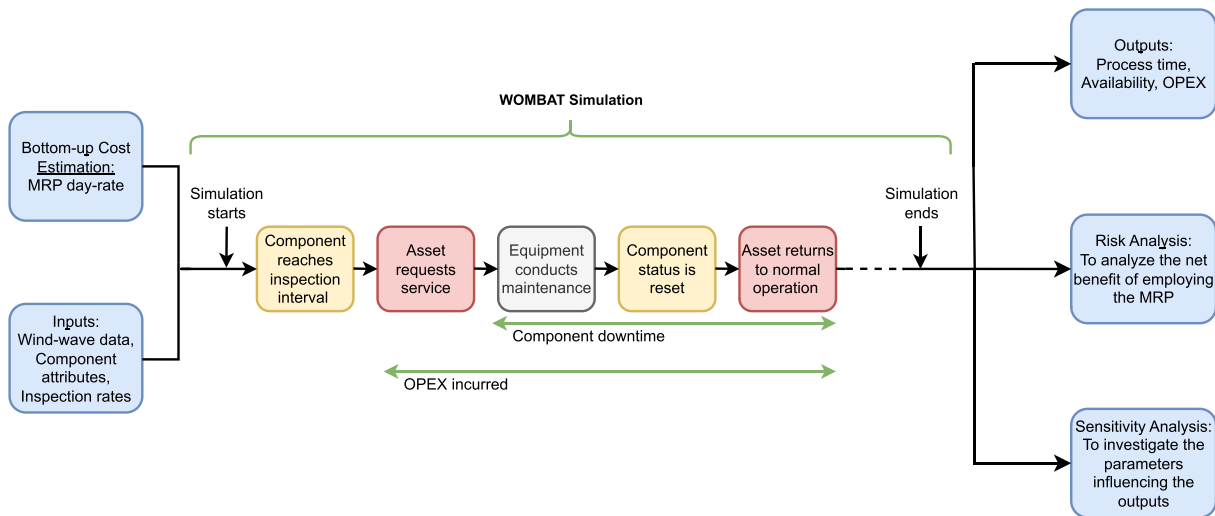 WOMBAT Simulation
Bottom-up Cost
Estimation:
MRP day-rate
Inputs:
Wind-wave data,
Component
attributes,
Inspection rates
Simulation
starts
Component
reaches
inspection
interval
Asset
requests
service
Equipment
conducts
maintenance
Component
status is
reset
Asset returns
to normal
operation
Component downtime
OPEX incurred
Simulation
ends
Outputs:
Process time,
Availability, OPEX
Risk Analysis:
To analyze the net
benefit of employing
the MRP
Sensitivity Analysis:
To investigate the
parameters
influencing the
outputs